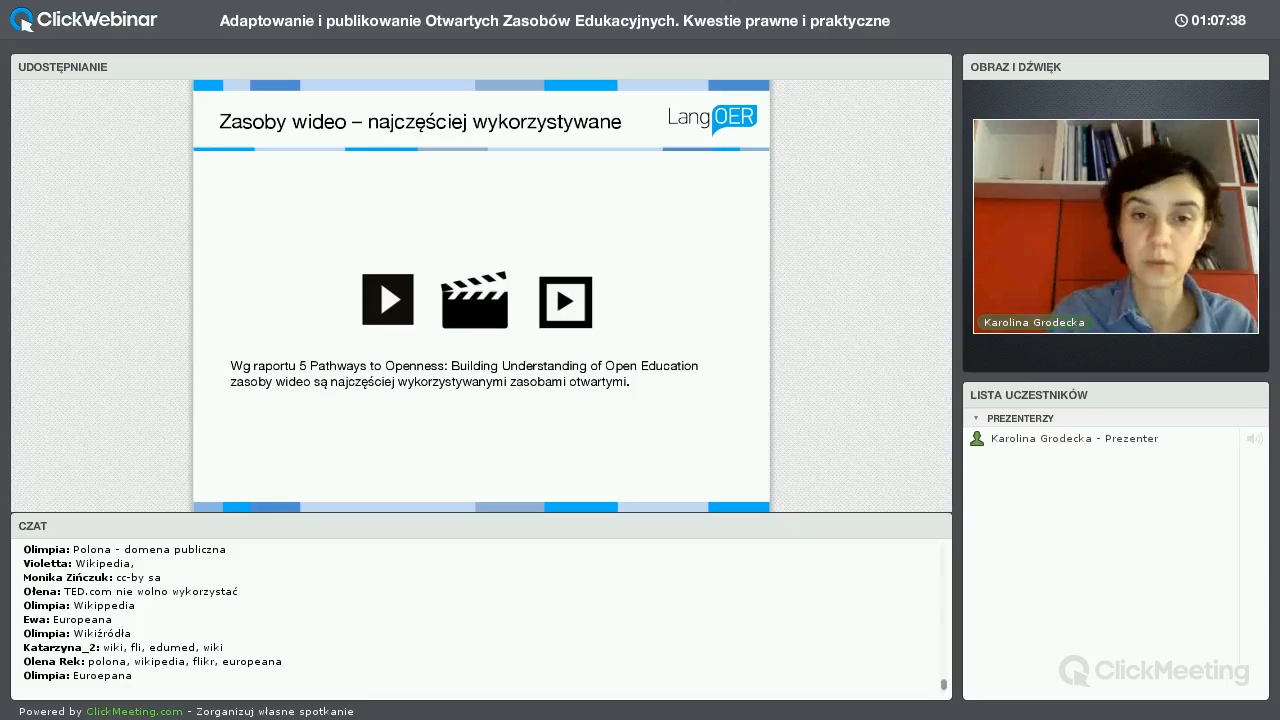 ClickWebinar
Adaptowanie i publikowanie Otwartych Zasobów Edukacyjnych. Kwestie prawne i praktyczne
01:07:38
UDOSTĘPNIANIE
Zasoby wideo – najczęściej wykorzystywane
LangOER
Wg raportu 5 Pathways to Openness: Building Understanding of Open Education
zasoby wideo są najczęściej wykorzystywanymi zasobami otwartymi.
OBRAZ I DŹWIĘK
Karolina Grodecka
LISTA UCZESTNIKÓW
PREZENTERZY
Karolina Grodecka - Prezenter
ClickMeeting
CZAT
Olimpia: Polona - domena publiczna
Violetta: Wikipedia,
Monika Zińczuk: cc-by sa
Ołena: TED.com nie wolno wykorzystać
Olimpia: Wikippedia
Ewa: Europeana
Olimpia: Wikiźródła
Katarzyna_2: wiki, fli, edumed, wiki
Olena Rek: polona, wikipedia, flikr, europeana
Olimpia: Euroepana
Powered by ClickMeeting.com - Zorganizuj własne spotkanie